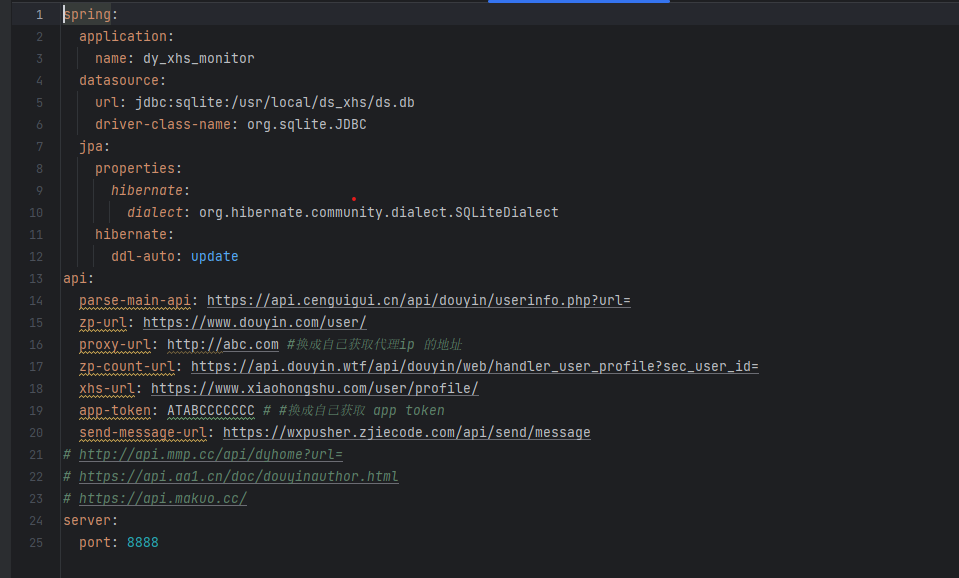 1 spring:
2 application:
3 name: dy_xhs_monitor
4 datasource:
5 url: jdbc:sqlite:/usr/local/ds_xhs/ds.db
6 driver-class-name: org.sqlite.JDBC
7 jpa:
8 properties:
9 hibernate:
10 dialect: org.hibernate.community.dialect.SQLiteDialect
11 hibernate:
12 ddl-auto: update
13 api:
14 parse-main-api: https://api.cenguigui.cn/api/douyin/userinfo.php?url=
15 zp-url: https://www.douyin.com/user/
16 proxy-url: http://abc.com #换成自己获取代理ip 的地址
17 zp-count-url: https://api.douyin.wtf/api/douyin/web/handler_user_profile?sec_user_id=
18 xhs-url: https://www.xiaohongshu.com/user/profile/
19 app-token: ATABCCCCCCC # #换成自己获取 app token
20 send-message-url: https://wxpusher.zjiecode.com/api/send/message
21 # http://api.mmp.cc/api/dyhome?url=
22 # https://api.aa1.cn/doc/douyinauthor.html
23 # https://api.makuo.cc/
24 server:
25 port: 8888